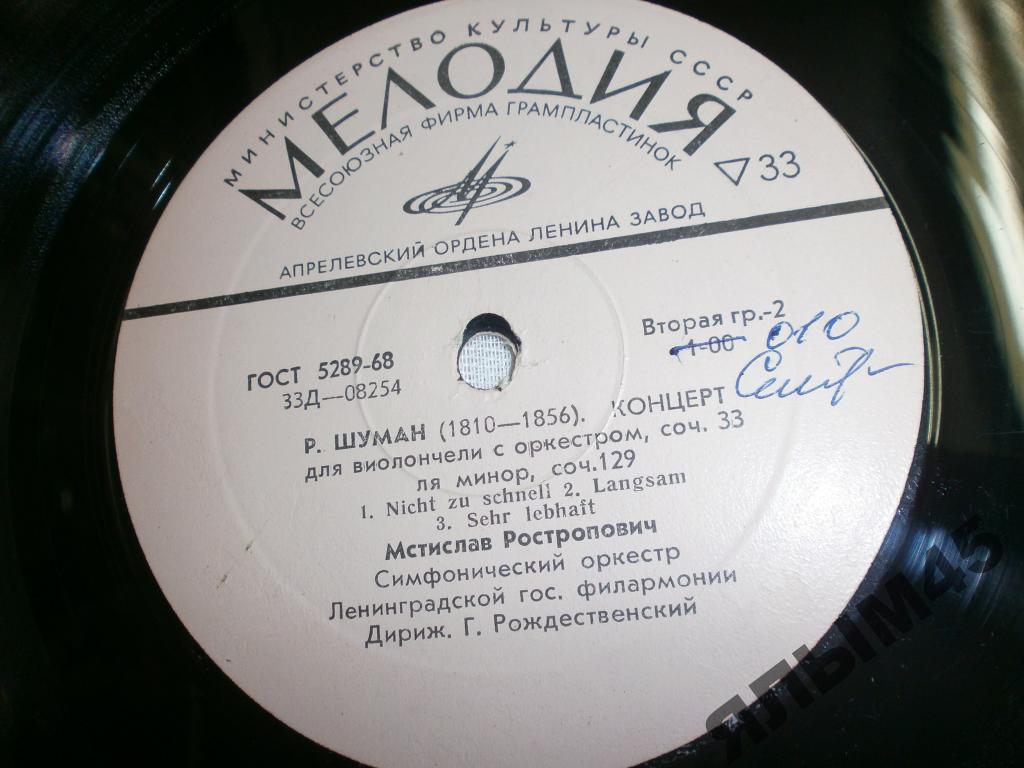 МИНИСТЕРСТВО КУЛЬТУРЫ СССР
МЕЛОДИЯ
ВСЕСОЮЗНАЯ ФИРМА ГРАМПЛАСТИНОК
33
АПРЕЛЕВСКИЙ ОРДЕНА ЛЕНИНА ЗАВОД
Вторая гр.-2
1-00 010
ГОСТ 5289-68
33Д—08254
Р. ШУМАН (1810—1856). КОНЦЕРТ
для виолончели с оркестром, соч. 33
ля минор, соч.129
1. Nicht zu schnell 2. Langsam
3. Sehr lebhaft
Мстислав Ростропович
Симфонический оркестр
Ленинградской гос. филармонии
Дириж. Г. Рождественский
ЯЛЫМ45